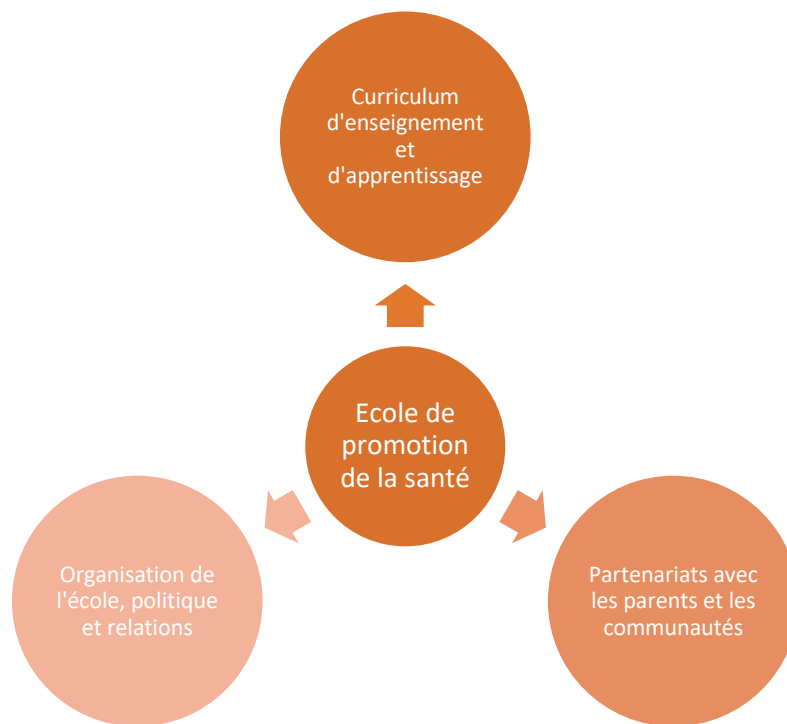 Curriculum
d'enseignement
et
d'apprentissage
Ecole de
promotion
de la santé
Organisation de
l'école, politique
et relations
Partenariats avec
les parents et les
communautés